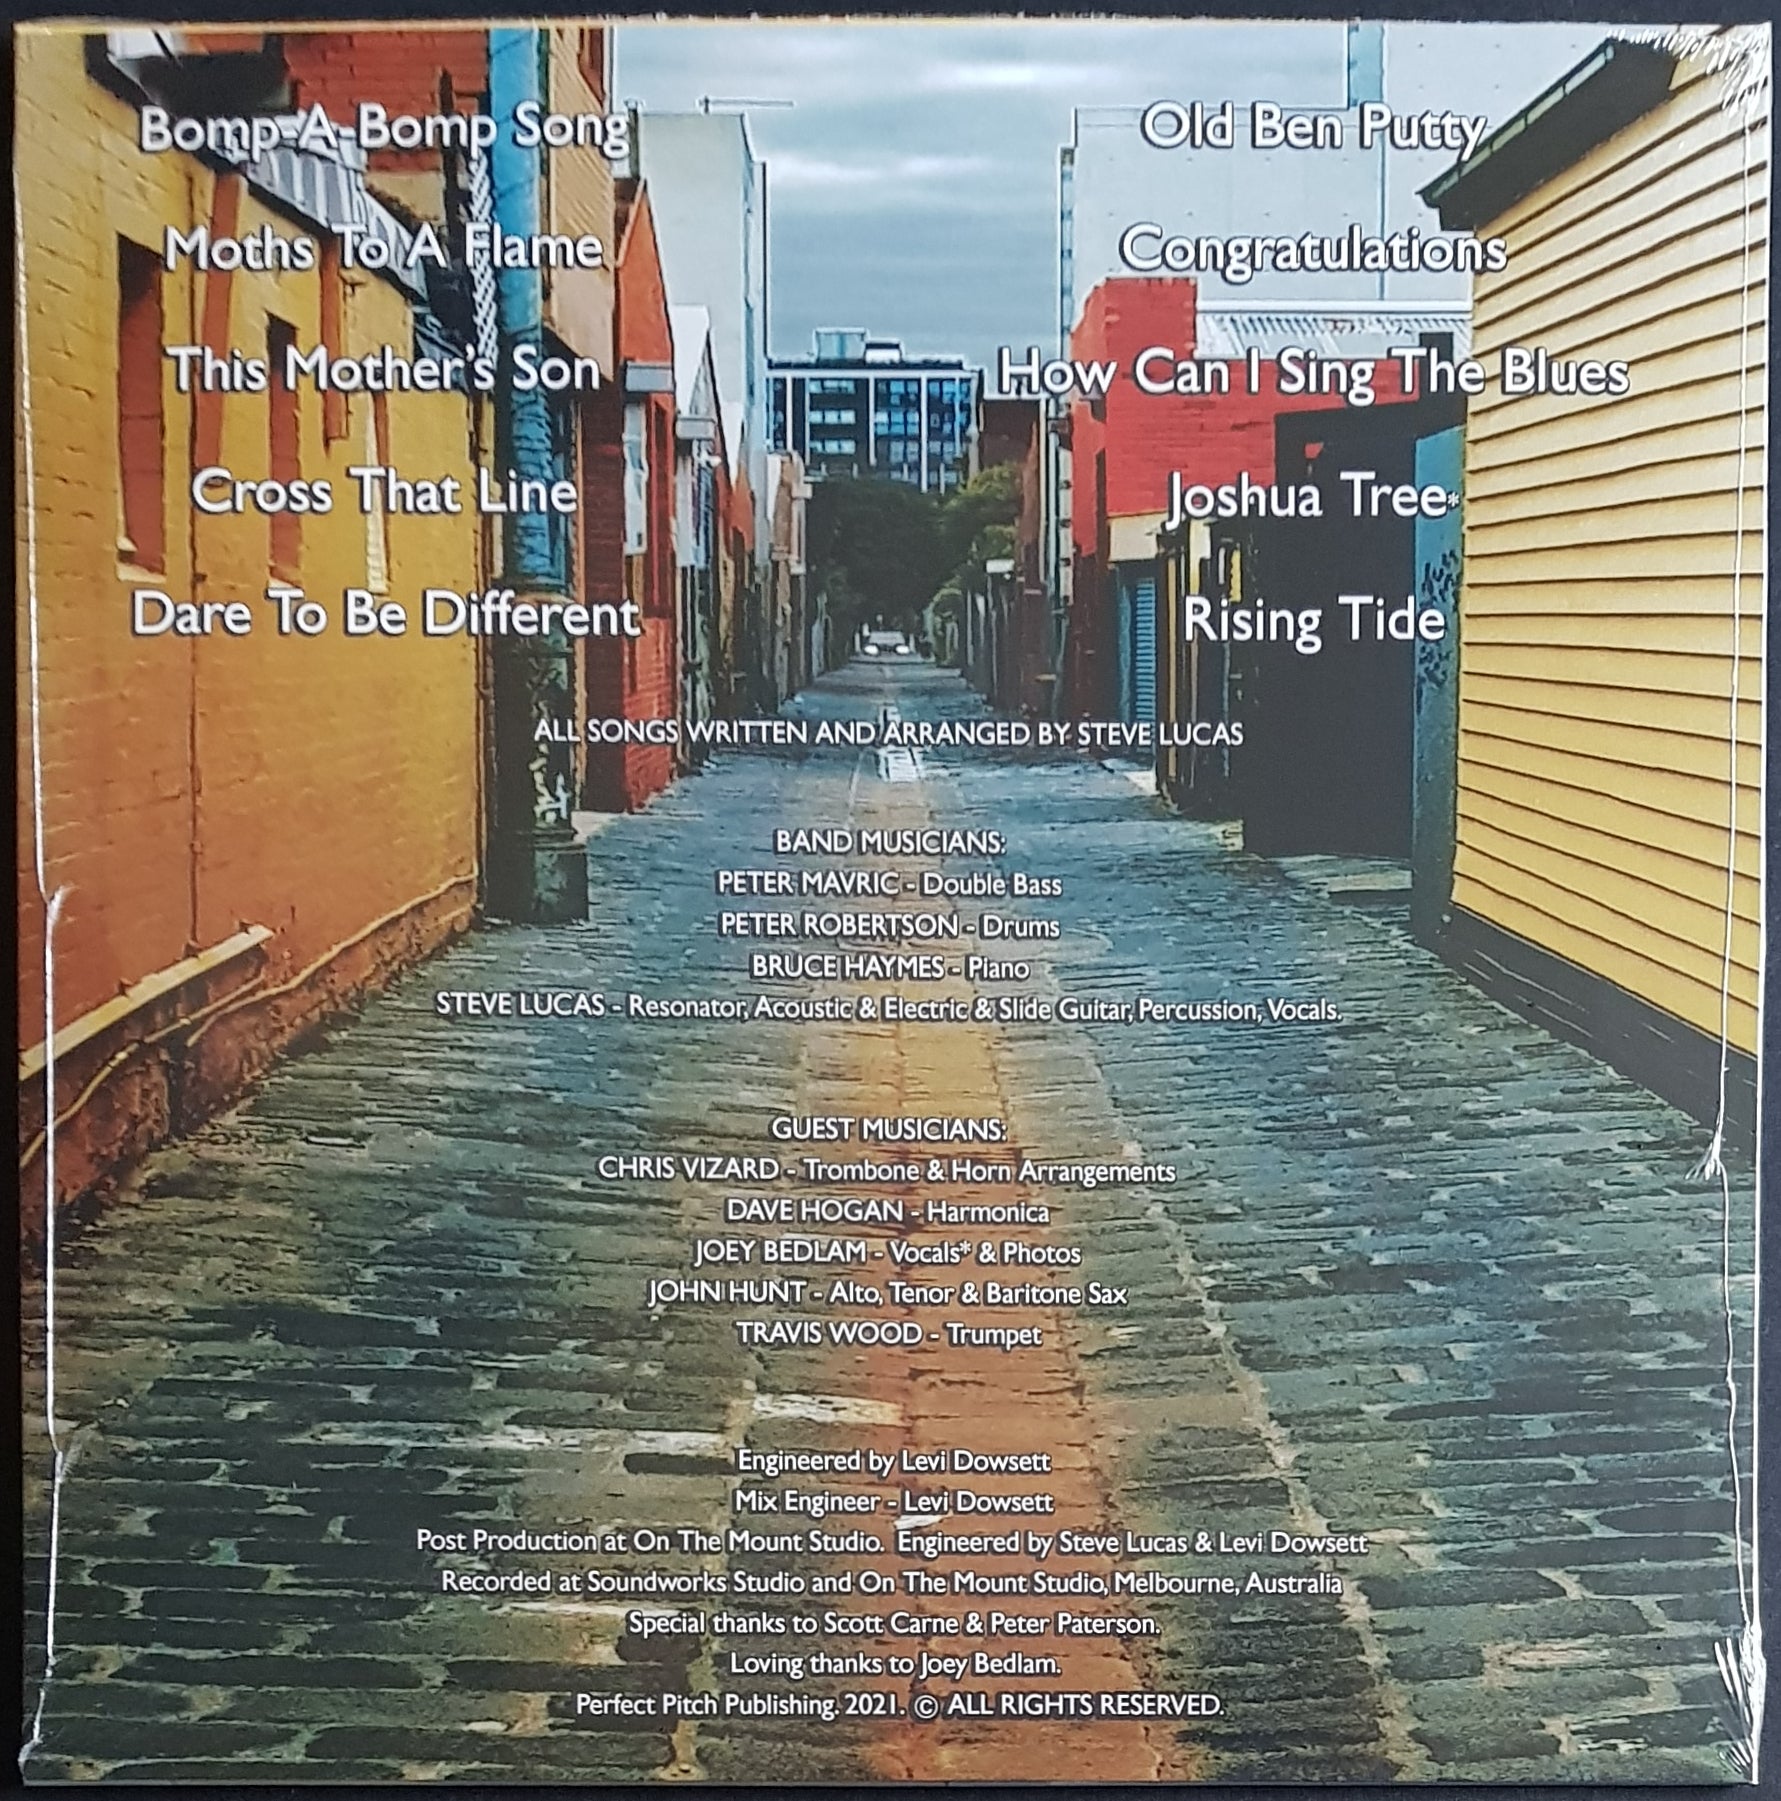 Bomp-A-Bomp Song
Moths To A Flame
This Mother's Son
Cross That Line
Dare To Be Different
Old Ben Putty
Congratulations
How Can I Sing The Blues
Joshua Tree*
Rising Tide
ALL SONGS WRITTEN AND ARRANGED BY STEVE LUCAS
BAND MUSICIANS:
PETER MAVRIC - Double Bass
PETER ROBERTSON - Drums
BRUCE HAYMES - Piano
STEVE LUCAS - Resonator, Acoustic & Electric & Slide Guitar, Percussion, Vocals.
GUEST MUSICIANS:
CHRIS VIZARD - Trombone & Horn Arrangements
DAVE HOGAN - Harmonica
JOEY BEDLAM - Vocals* & Photos
JOHN HUNT - Alto, Tenor & Baritone Sax
TRAVIS WOOD - Trumpet
Engineered by Levi Dowsett
Mix Engineer - Levi Dowsett
Post Production at On The Mount Studio. Engineered by Steve Lucas & Levi Dowsett
Recorded at Soundworks Studio and On The Mount Studio, Melbourne, Australia
Special thanks to Scott Carne & Peter Paterson.
Loving thanks to Joey Bedlam.
Perfect Pitch Publishing. 2021. © ALL RIGHTS RESERVED.